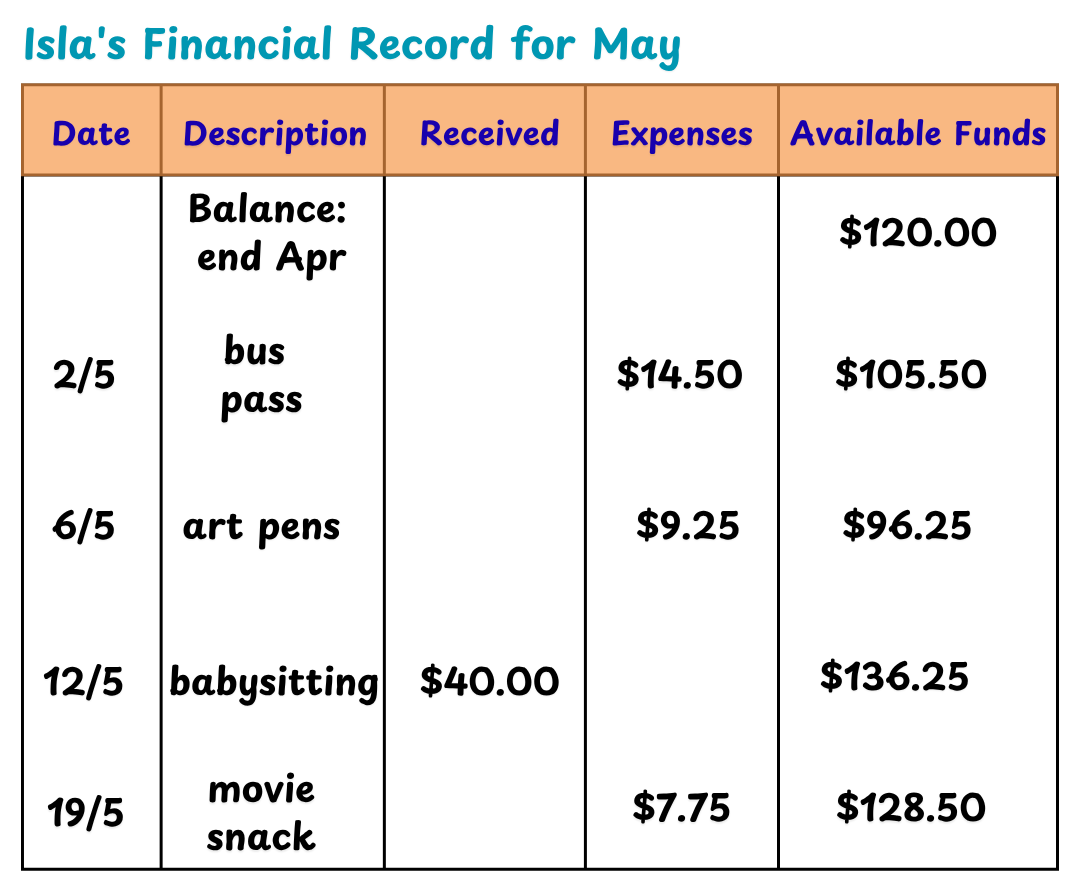 Isla's Financial Record for May
Date Description Received Expenses Available Funds
Balance:
end Apr $120.00
2/5 bus
pass $14.50 $105.50
6/5 art pens $9.25 $96.25
12/5 babysitting $40.00 $136.25
19/5 movie
snack $7.75 $128.50